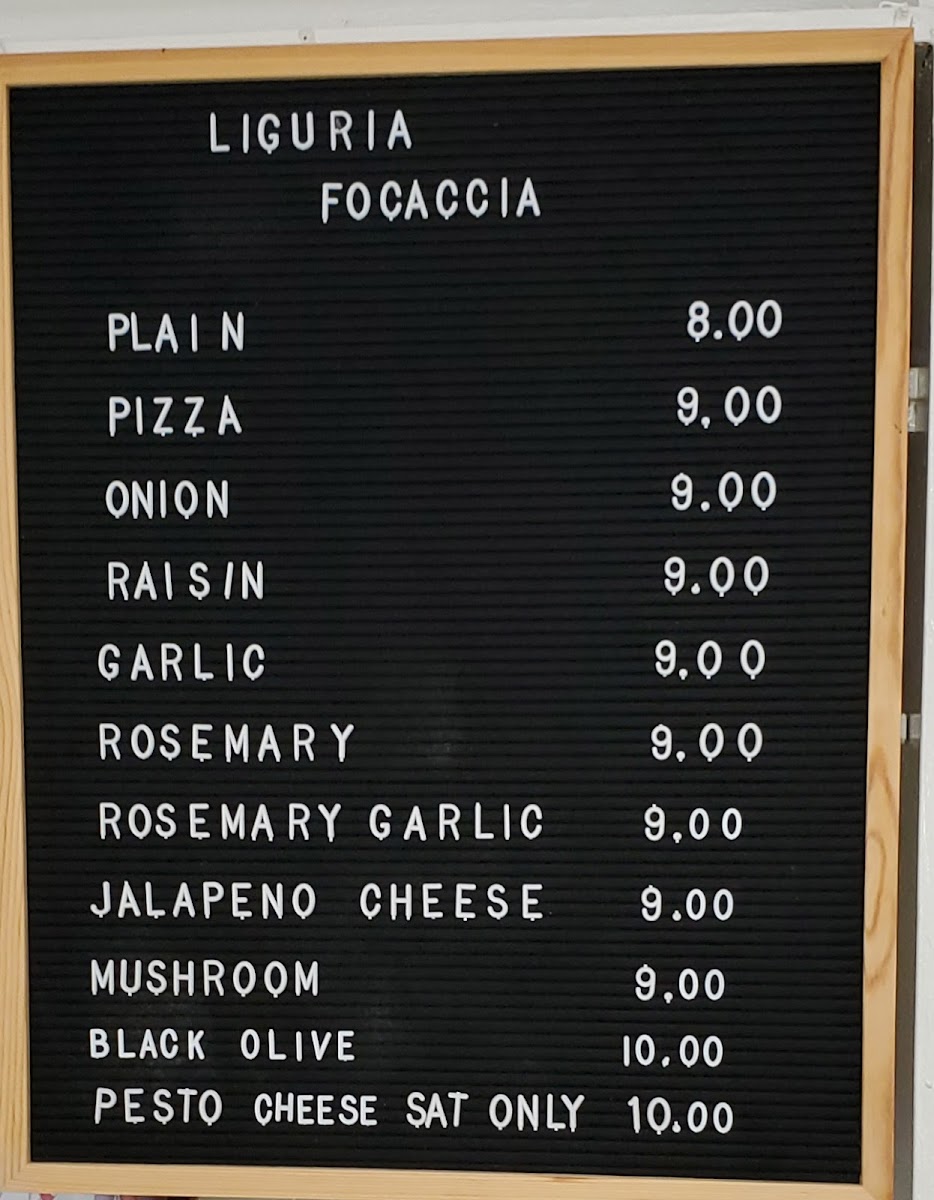 LIGURIA
FOCACCIA
PLAIN 8.00
PIZZA 9.00
ONION 9.00
RAISIN 9.00
GARLIC 9.00
ROSEMARY 9.00
ROSEMARY GARLIC 9.00
JALAPENO CHEESE 9.00
MUSHROOM 9.00
BLACK OLIVE 10.00
PESTO CHEESE SAT ONLY 10.00